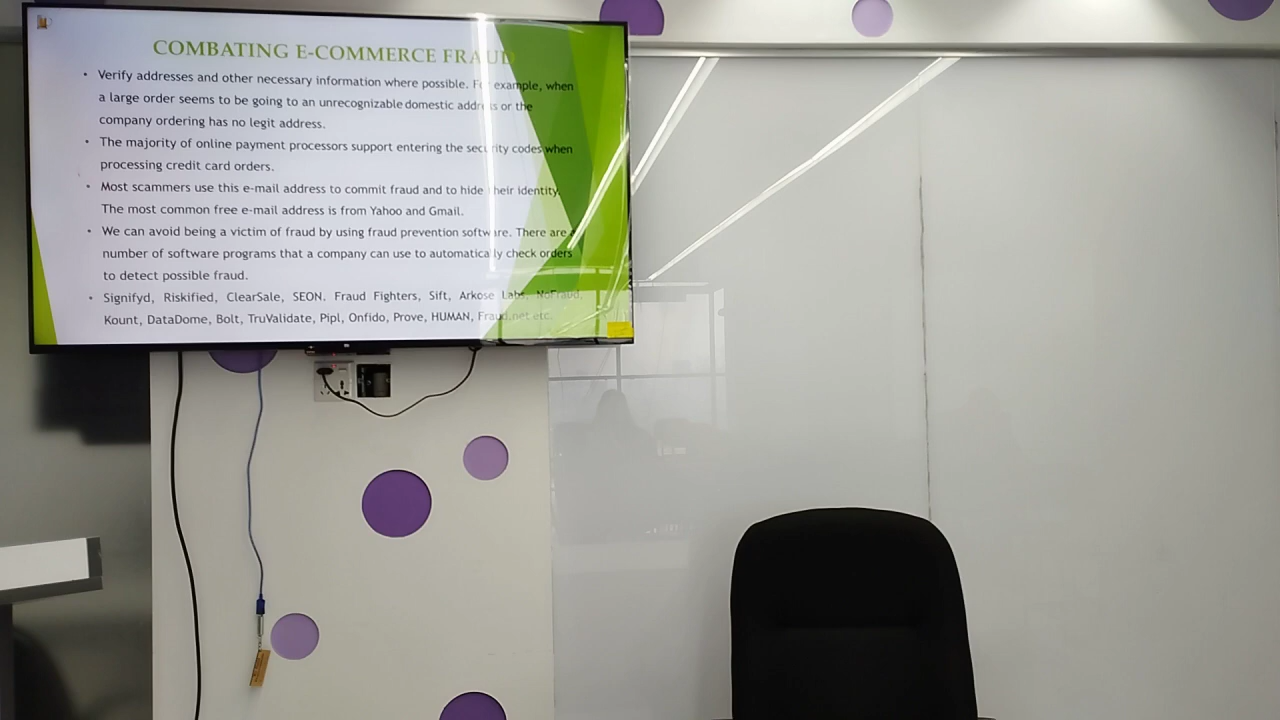 COMBATING E-COMMERCE FRAUD
• Verify addresses and other necessary information where possible. For example, when
a large order seems to be going to an unrecognizable domestic address or the
company ordering has no legit address.
• The majority of online payment processors support entering the security codes when
processing credit card orders.
• Most scammers use this e-mail address to commit fraud and to hide their identity.
The most common free e-mail address is from Yahoo and Gmail.
• We can avoid being a victim of fraud by using fraud prevention software. There are a
number of software programs that a company can use to automatically check orders
to detect possible fraud.
• Signifyd, Riskified, ClearSale, SEON. Fraud Fighters, Sift, Arkose Labs, NoFraud,
Kount, DataDome, Bolt, TruValidate, Pipl, Onfido, Prove, HUMAN, Fraud.net etc.